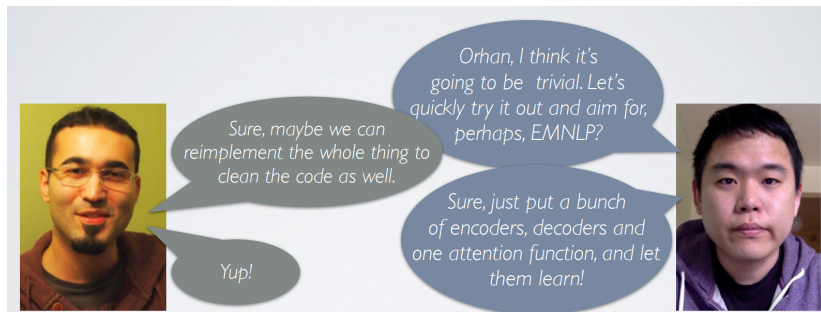 Orhan, I think it's
going to be trivial. Let's
quickly try it out and aim for,
perhaps, EMNLP?
Sure, maybe we can
reimplement the whole thing to
clean the code as well.
Sure, just put a bunch
of encoders, decoders and
one attention function, and let
them learn!
Yup!